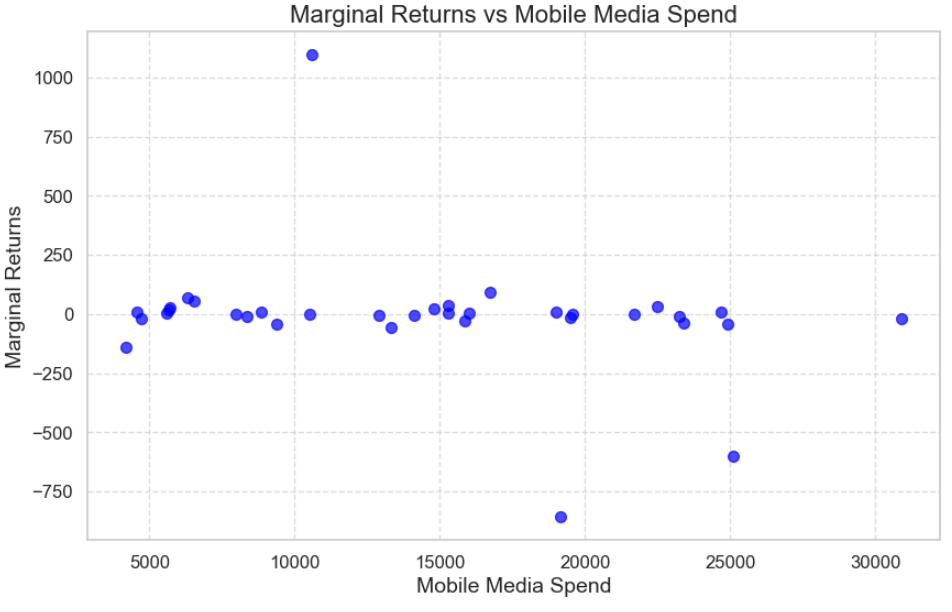 Marginal Returns vs Mobile Media Spend
1000
750
500
250
0
−250
−500
−750
Marginal Returns
5000 10000 15000 20000 25000 30000
Mobile Media Spend